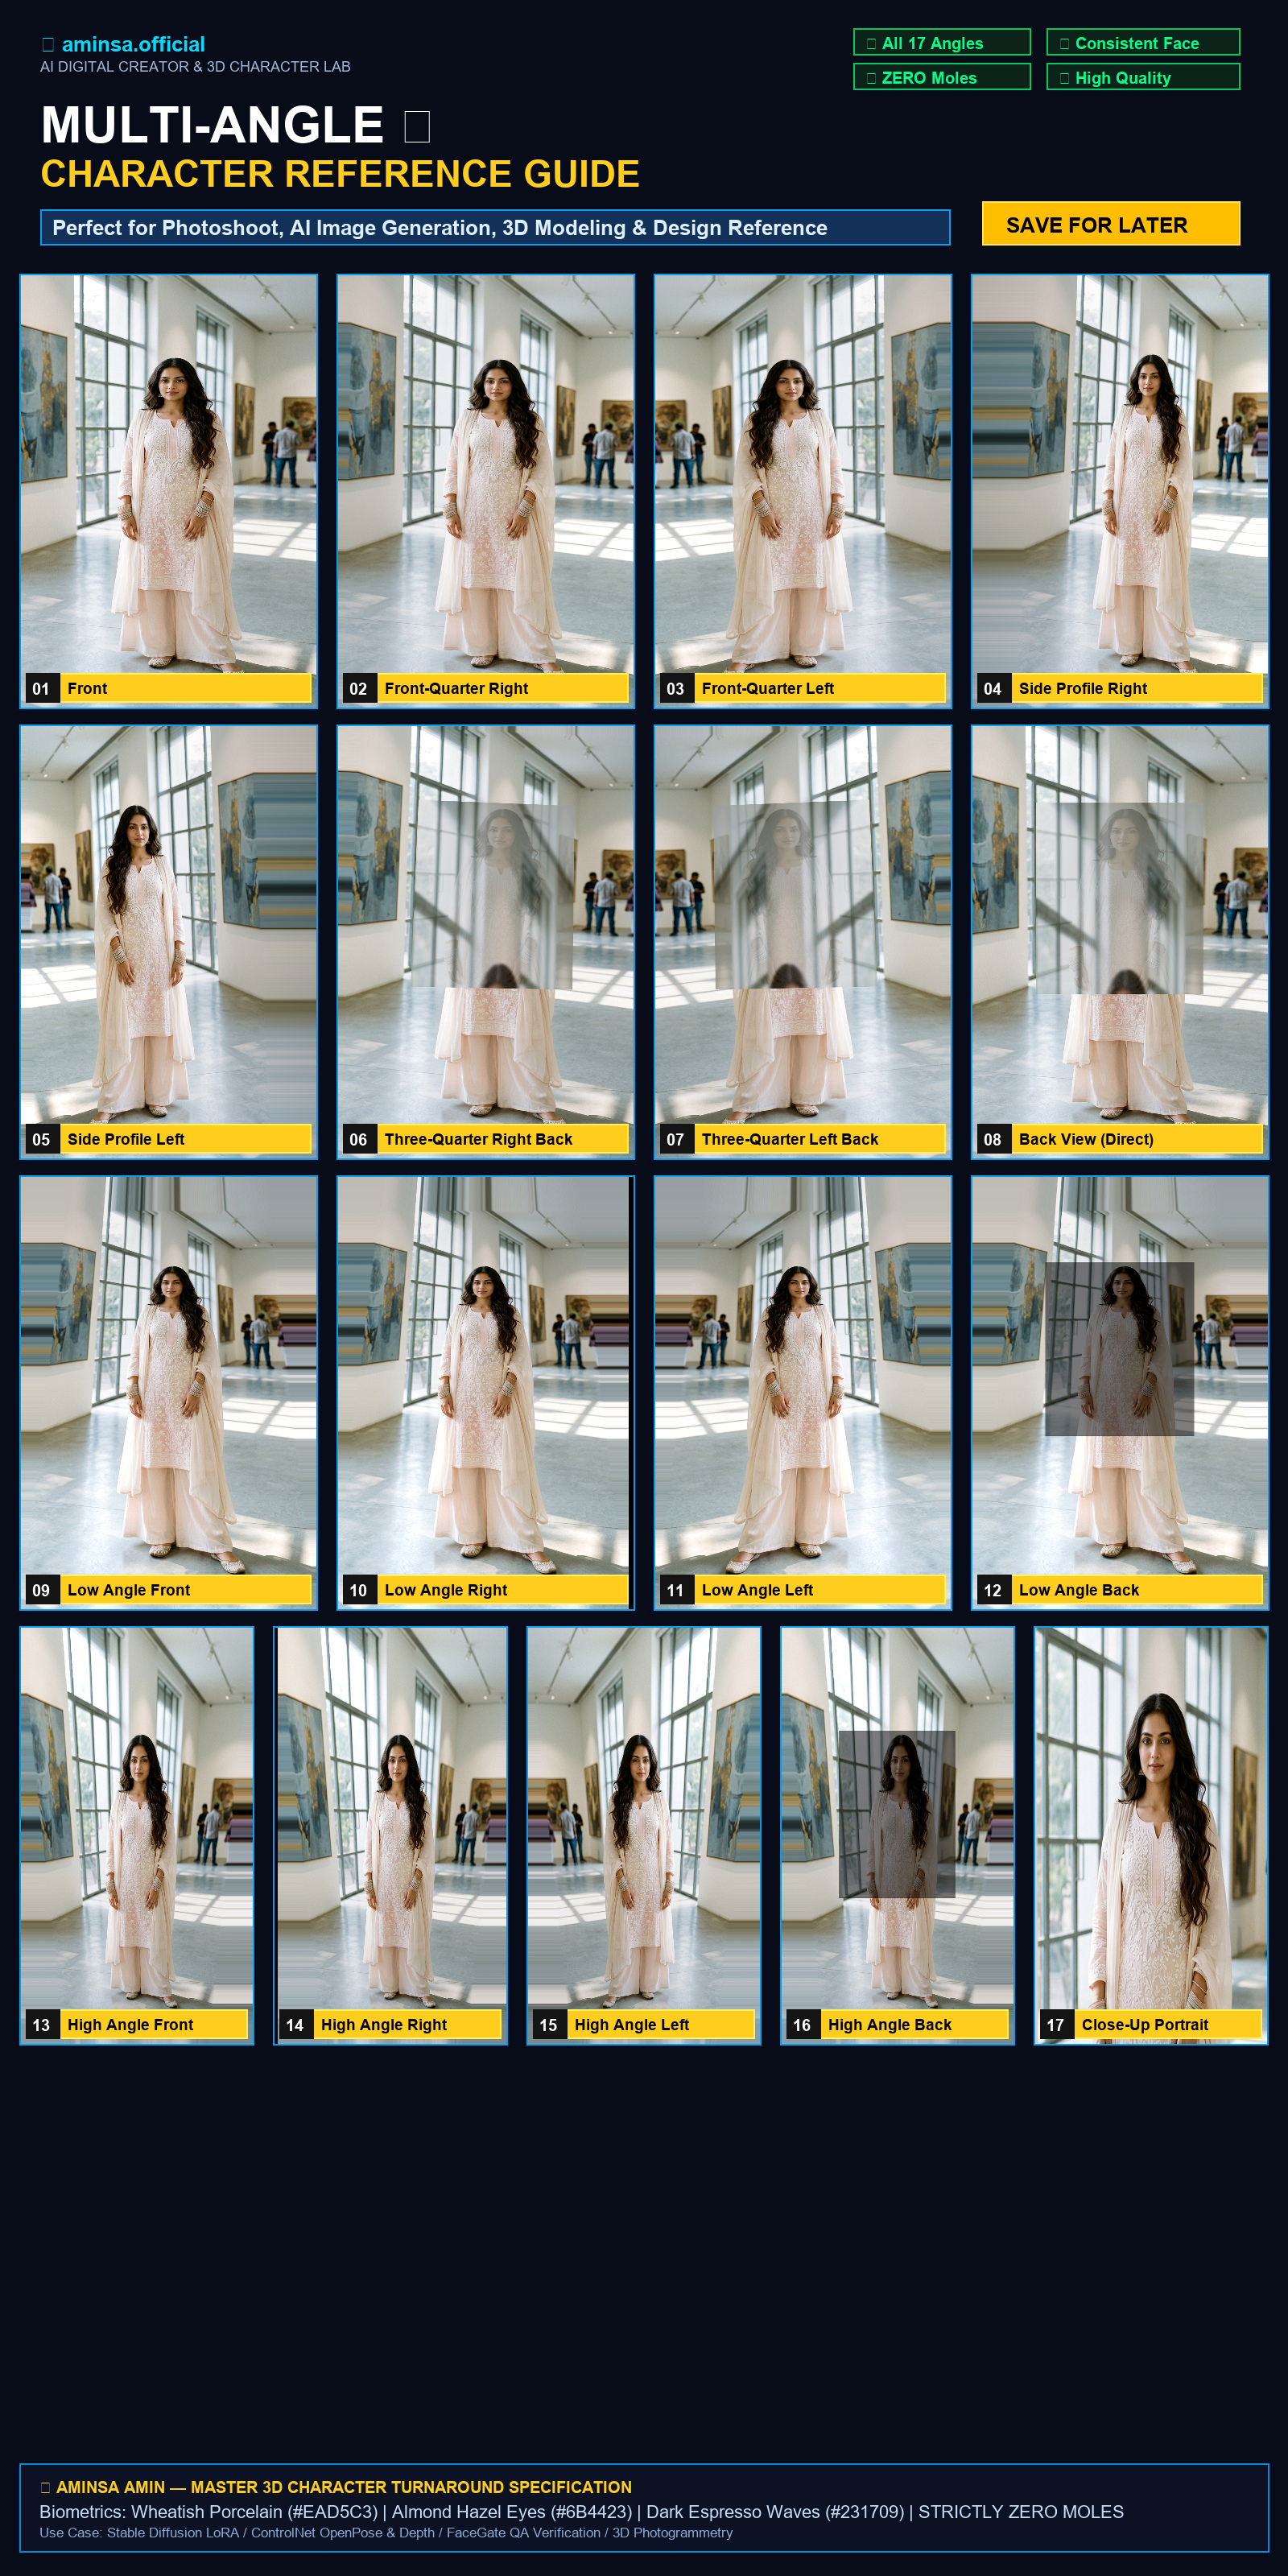 aminsa.official
AI DIGITAL CREATOR & 3D CHARACTER LAB
All 17 Angles
Consistent Face
ZERO Moles
High Quality
MULTI-ANGLE
CHARACTER REFERENCE GUIDE
Perfect for Photoshoot, AI Image Generation, 3D Modeling & Design Reference
SAVE FOR LATER
01 Front
02 Front-Quarter Right
03 Front-Quarter Left
04 Side Profile Right
05 Side Profile Left
06 Three-Quarter Right Back
07 Three-Quarter Left Back
08 Back View (Direct)
09 Low Angle Front
10 Low Angle Right
11 Low Angle Left
12 Low Angle Back
13 High Angle Front
14 High Angle Right
15 High Angle Left
16 High Angle Back
17 Close-Up Portrait
AMINSA AMIN — MASTER 3D CHARACTER TURNAROUND SPECIFICATION
Biometrics: Wheatish Porcelain (#EAD5C3) | Almond Hazel Eyes (#6B4423) | Dark Espresso Waves (#231709) | STRICTLY ZERO MOLES
Use Case: Stable Diffusion LoRA / ControlNet OpenPose & Depth / FaceGate QA Verification / 3D Photogrammetry